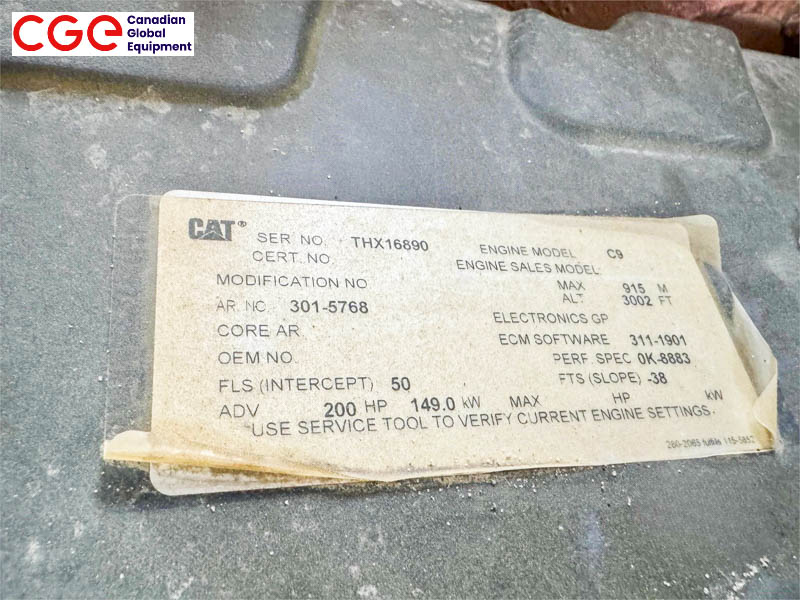 CGE Canadian
Global
Equipment
CAT® SER NO. THX16890 ENGINE MODEL C9
CERT. NO. ENGINE SALES MODEL
MODIFICATION NO MAX ALT 915 M 3002 FT
AR. NO. 301-5768 ELECTRONICS GP
CORE AR ECM SOFTWARE 311-1901
OEM NO. PERF SPEC 0K-8883
FLS (INTERCEPT) 50 FTS (SLOPE) -38
ADV 200 HP 149.0 kW MAX HP kW
USE SERVICE TOOL TO VERIFY CURRENT ENGINE SETTINGS.